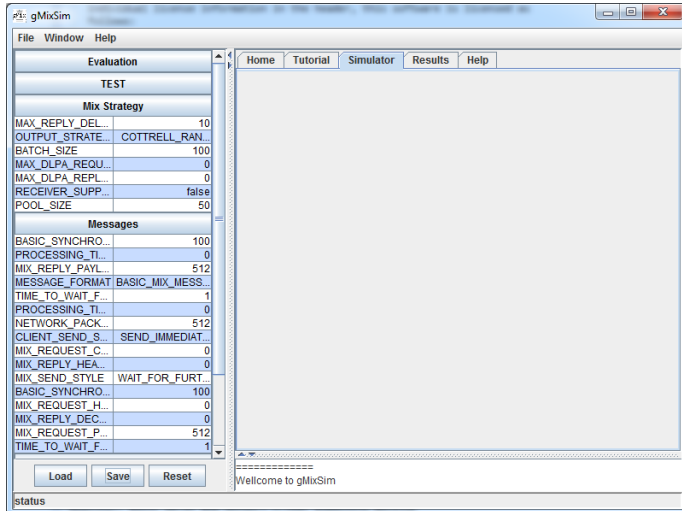 gMixSim
File Window Help
Evaluation
TEST
Mix Strategy
MAX_REPLY_DEL... 10
OUTPUT_STRATE... COTTRELL_RAN...
BATCH_SIZE 100
MAX_DLPA_REQU... 0
MAX_DLPA_REPL... 0
RECEIVER_SUPP... false
POOL_SIZE 50
Messages
BASIC_SYNCHRO... 100
PROCESSING_TI... 0
MIX_REPLY_PAYL... 512
MESSAGE_FORMAT BASIC_MIX_MESS...
TIME_TO_WAIT_F... 1
PROCESSING_TI... 0
NETWORK_PACK... 512
CLIENT_SEND_S... SEND_IMMEDIAT...
MIX_REQUEST_C... 0
MIX_REPLY_HEA... 0
MIX_SEND_STYLE WAIT_FOR_FURT...
BASIC_SYNCHRO... 100
MIX_REQUEST_H... 0
MIX_REPLY_DEC... 0
MIX_REQUEST_P... 512
TIME_TO_WAIT_F... 1
Load Save Reset
Home Tutorial Simulator Results Help
=============
Wellcome to gMixSim
status